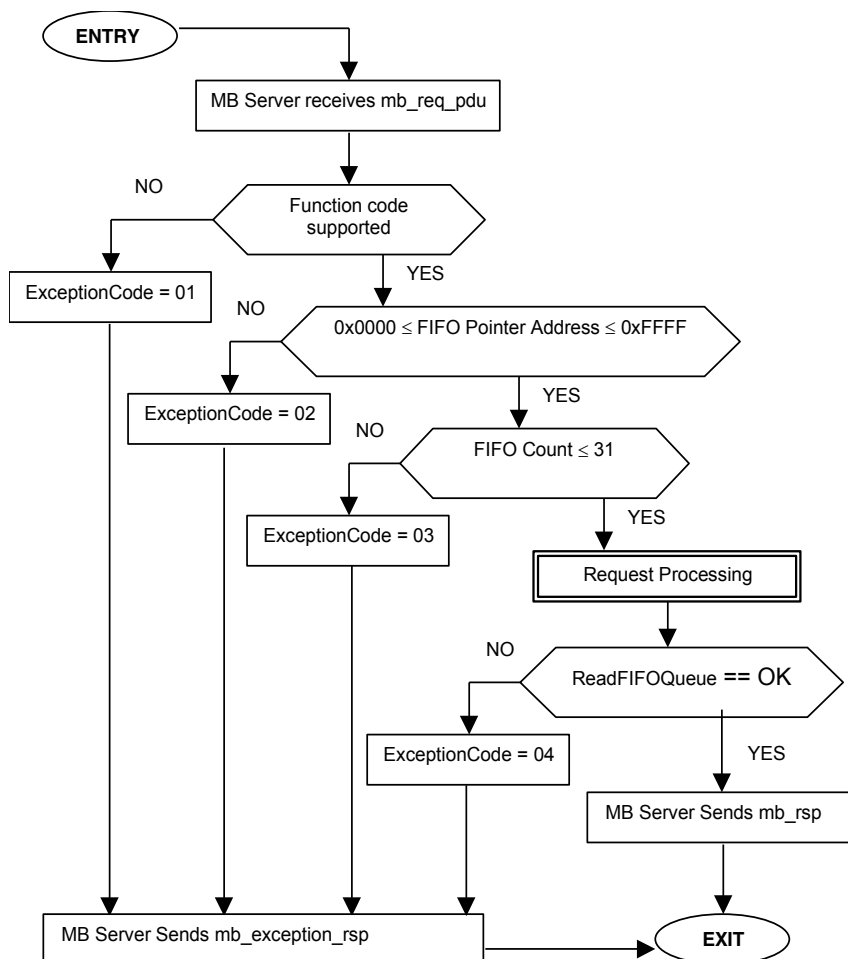 ENTRY
MB Server receives mb_req_pdu
NO
Function code
supported
YES
ExceptionCode = 01
NO
0x0000 ≤ FIFO Pointer Address ≤ 0xFFFF
YES
ExceptionCode = 02
NO
FIFO Count ≤ 31
YES
ExceptionCode = 03
Request Processing
NO
ReadFIFOQueue == OK
YES
ExceptionCode = 04
MB Server Sends mb_rsp
MB Server Sends mb_exception_rsp
EXIT